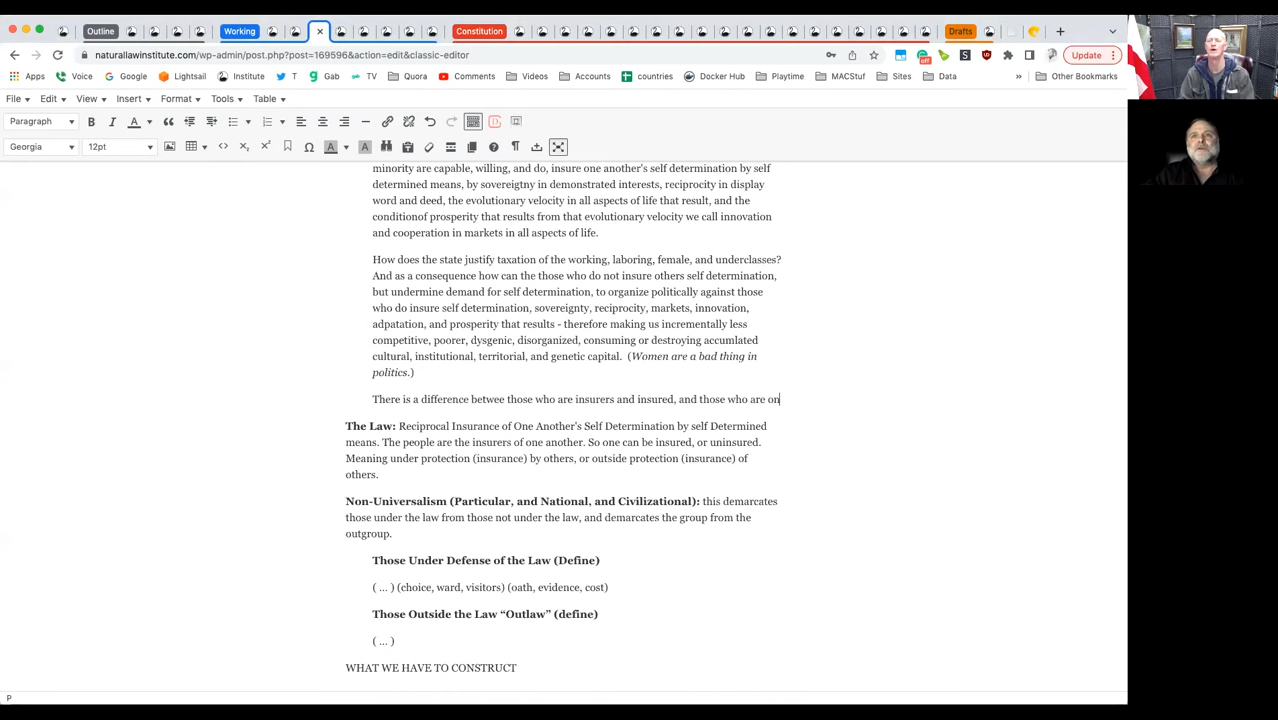 Outline
Working
Constitution
Drafts
naturallawinstitute.com/wp-admin/post.php?post=169596&action=edit&classic-editor
Update
Apps Voice Google Lightsail Institute T Gab TV Quora Comments Videos Accounts countries Docker Hub Playtime MACStuf Sites Data » Other Bookmarks
File Edit View Insert Format Tools Table
Paragraph B I A
Georgia 12pt
minority are capable, willing, and do, insure one another's self determination by self
determined means, by sovereigtny in demonstrated interests, reciprocity in display
word and deed, the evolutionary velocity in all aspects of life that result, and the
conditionof prosperity that results from that evolutionary velocity we call innovation
and cooperation in markets in all aspects of life.
How does the state justify taxation of the working, laboring, female, and underclasses?
And as a consequence how can the those who do not insure others self determination,
but undermine demand for self determination, to organize politically against those
who do insure self determination, sovereignty, reciprocity, markets, innovation,
adpatation, and prosperity that results - therefore making us incrementally less
competitive, poorer, dysgenic, disorganized, consuming or destroying accumlated
cultural, institutional, territorial, and genetic capital. (Women are a bad thing in
politics.)
There is a difference betwee those who are insurers and insured, and those who are on
The Law: Reciprocal Insurance of One Another's Self Determination by self Determined
means. The people are the insurers of one another. So one can be insured, or uninsured.
Meaning under protection (insurance) by others, or outside protection (insurance) of
others.
Non-Universalism (Particular, and National, and Civilizational): this demarcates
those under the law from those not under the law, and demarcates the group from the
outgroup.
Those Under Defense of the Law (Define)
( ... ) (choice, ward, visitors) (oath, evidence, cost)
Those Outside the Law “Outlaw” (define)
( ... )
WHAT WE HAVE TO CONSTRUCT
P